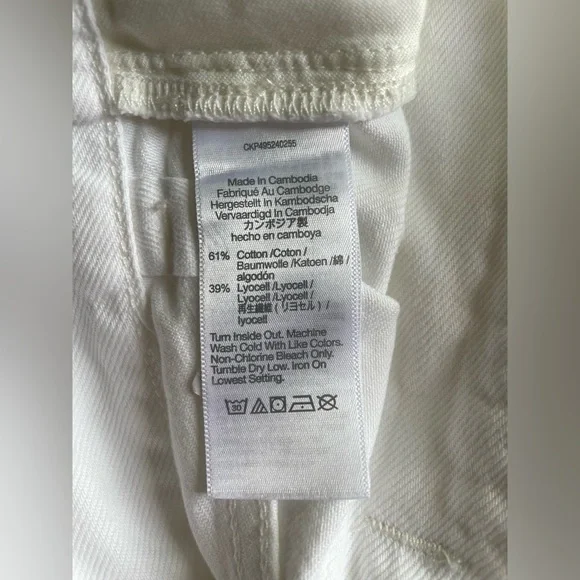 CKP495240255
Made In Cambodia
Fabriqué Au Cambodge
Hergestellt In Kambodscha
Vervaardigd In Cambodja
カンボジア製
hecho en camboya
61% Cotton /Coton /
Baumwolle /Katoen /綿 /
algodón
39% Lyocell /Lyocell /
Lyocell /Lyocell /
再生繊維 ( リヨセル ) /
lyocell
Turn Inside Out. Machine
Wash Cold With Like Colors.
Non-Chlorine Bleach Only.
Tumble Dry Low. Iron On
Lowest Setting.
30